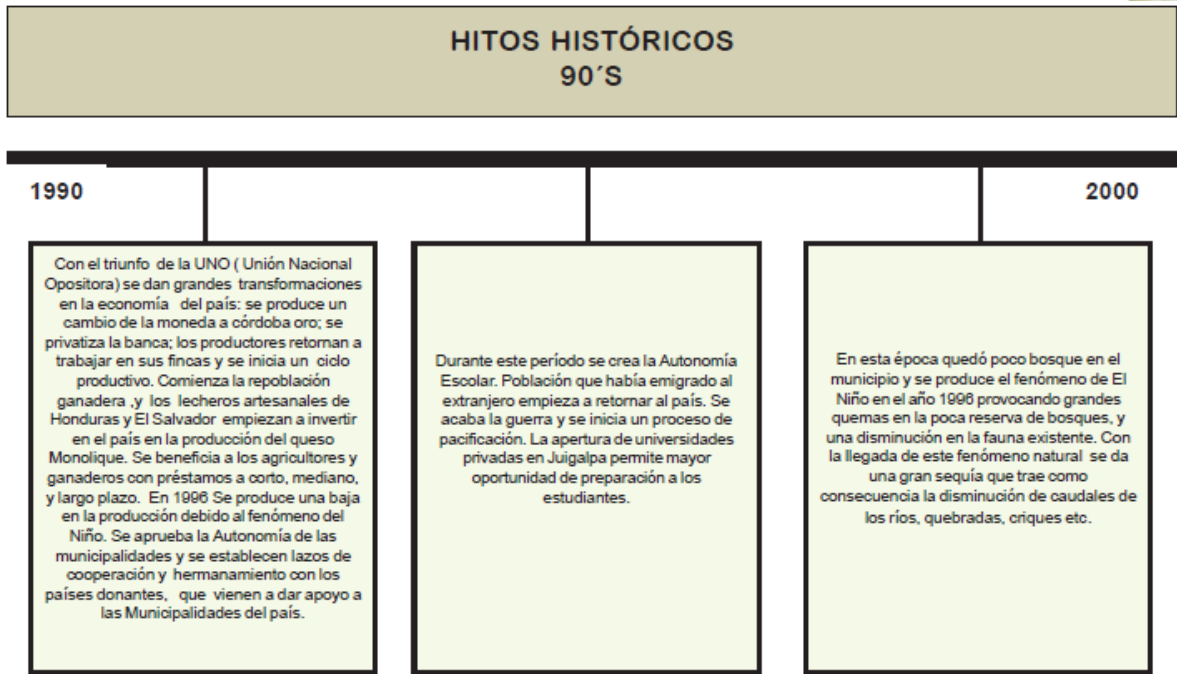 HITOS HISTÓRICOS
90´S
1990
2000
Con el triunfo de la UNO ( Unión Nacional
Opositora) se dan grandes transformaciones
en la economía del país: se produce un
cambio de la moneda a córdoba oro; se
privatiza la banca; los productores retornan a
trabajar en sus fincas y se inicia un ciclo
productivo. Comienza la repoblación
ganadera ,y los lecheros artesanales de
Honduras y El Salvador empiezan a invertir
en el país en la producción del queso
Monolique. Se beneficia a los agricultores y
ganaderos con préstamos a corto, mediano,
y largo plazo. En 1996 Se produce una baja
en la producción debido al fenómeno del
Niño. Se aprueba la Autonomía de las
municipalidades y se establecen lazos de
cooperación y hermanamiento con los
países donantes, que vienen a dar apoyo a
las Municipalidades del país.
Durante este período se crea la Autonomía
Escolar. Población que había emigrado al
extranjero empieza a retornar al país. Se
acaba la guerra y se inicia un proceso de
pacificación. La apertura de universidades
privadas en Juigalpa permite mayor
oportunidad de preparación a los
estudiantes.
En esta época quedó poco bosque en el
municipio y se produce el fenómeno de El
Niño en el año 1996 provocando grandes
quemas en la poca reserva de bosques, y
una disminución en la fauna existente. Con
la llegada de este fenómeno natural se da
una gran sequía que trae como
consecuencia la disminución de caudales de
los ríos, quebradas, criques etc.